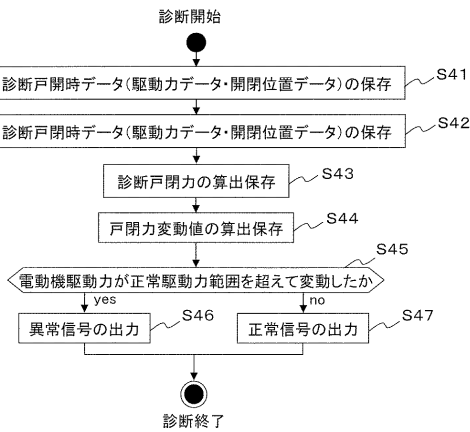 診断開始
診断戸開時データ(駆動力データ・開閉位置データ)の保存
S41
診断戸閉時データ(駆動力データ・開閉位置データ)の保存
S42
診断戸閉力の算出保存
S43
戸閉力変動値の算出保存
S44
S45
電動機駆動力が正常駆動力範囲を超えて変動したか
yes
no
異常信号の出力
S46
正常信号の出力
S47
診断終了